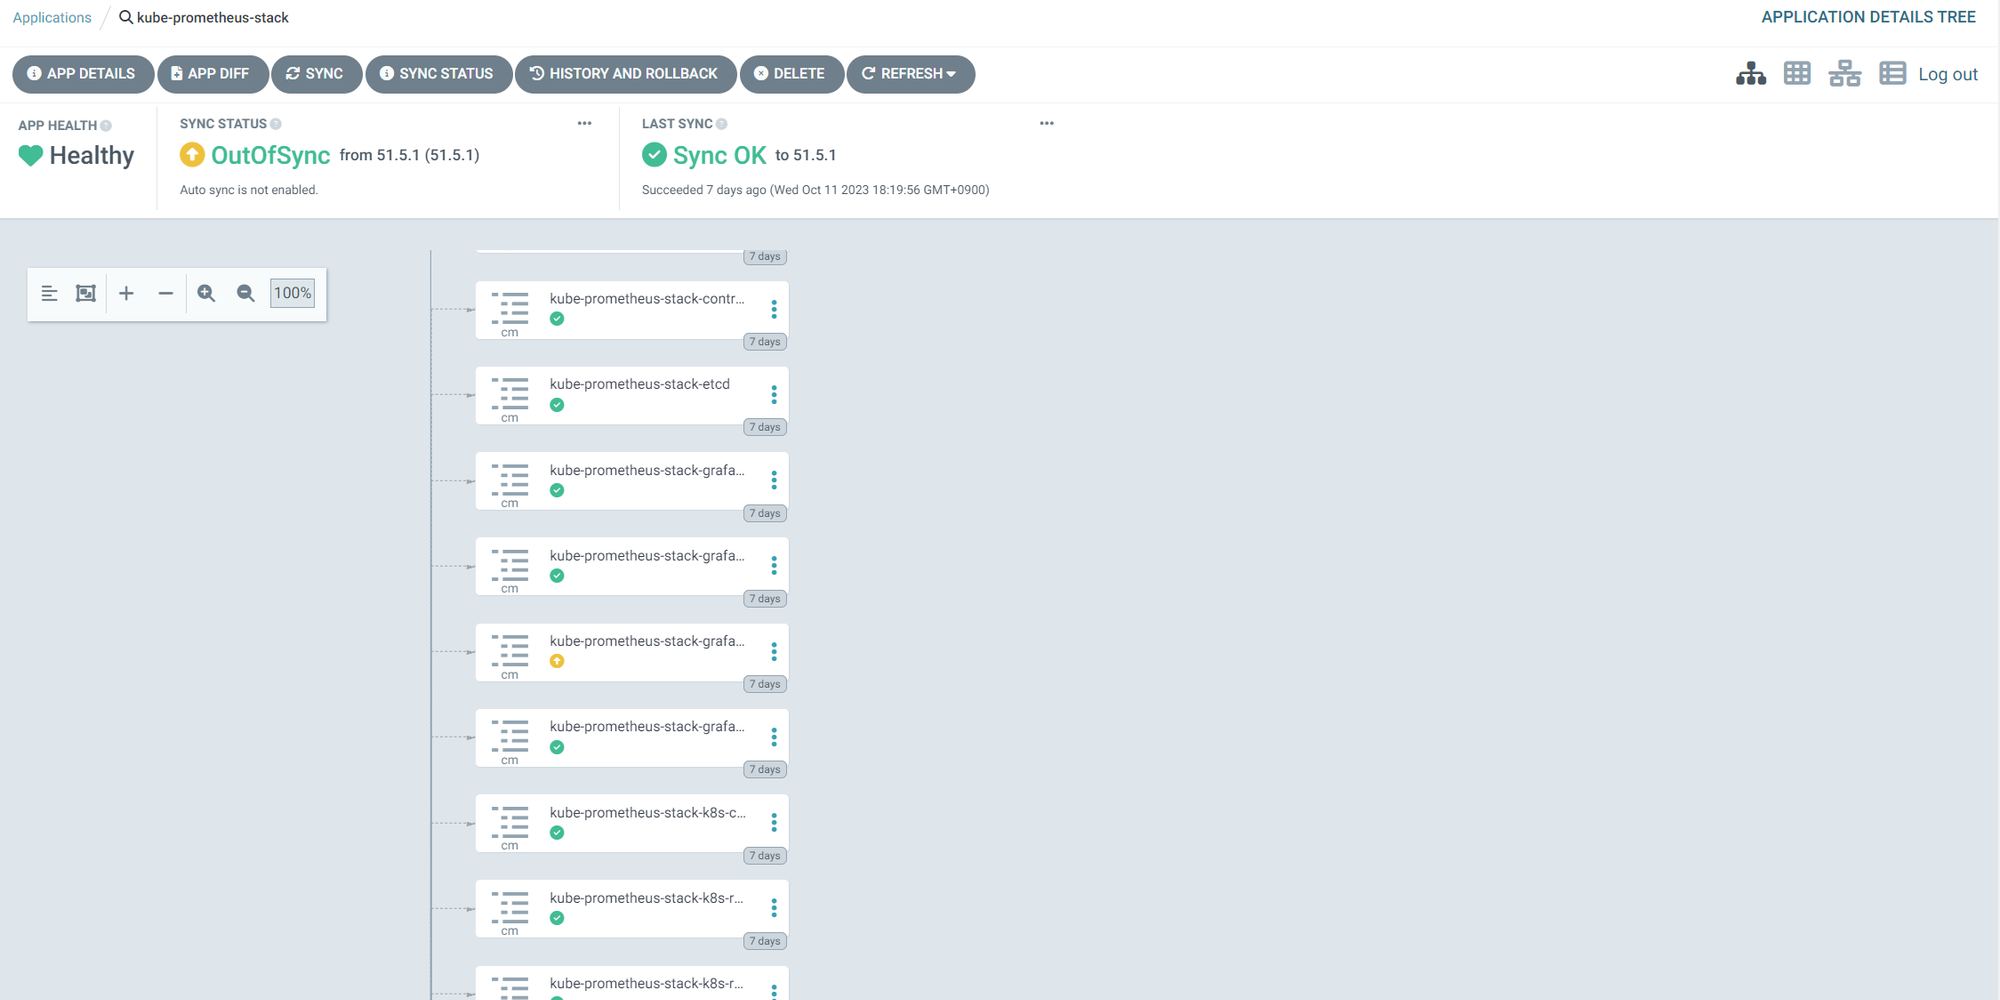 Applications / kube-prometheus-stack
APPLICATION DETAILS TREE
APP DETAILS APP DIFF SYNC SYNC STATUS HISTORY AND ROLLBACK DELETE REFRESH
Log out
APP HEALTH
Healthy
SYNC STATUS
OutOfSync from 51.5.1 (51.5.1)
Auto sync is not enabled.
LAST SYNC
Sync OK to 51.5.1
Succeeded 7 days ago (Wed Oct 11 2023 18:19:56 GMT+0900)
100%
7 days
kube-prometheus-stack-contr...
cm
7 days
kube-prometheus-stack-etcd
cm
7 days
kube-prometheus-stack-grafa...
cm
7 days
kube-prometheus-stack-grafa...
cm
7 days
kube-prometheus-stack-grafa...
cm
7 days
kube-prometheus-stack-grafa...
cm
7 days
kube-prometheus-stack-k8s-c...
cm
7 days
kube-prometheus-stack-k8s-r...
cm
7 days
kube-prometheus-stack-k8s-r...